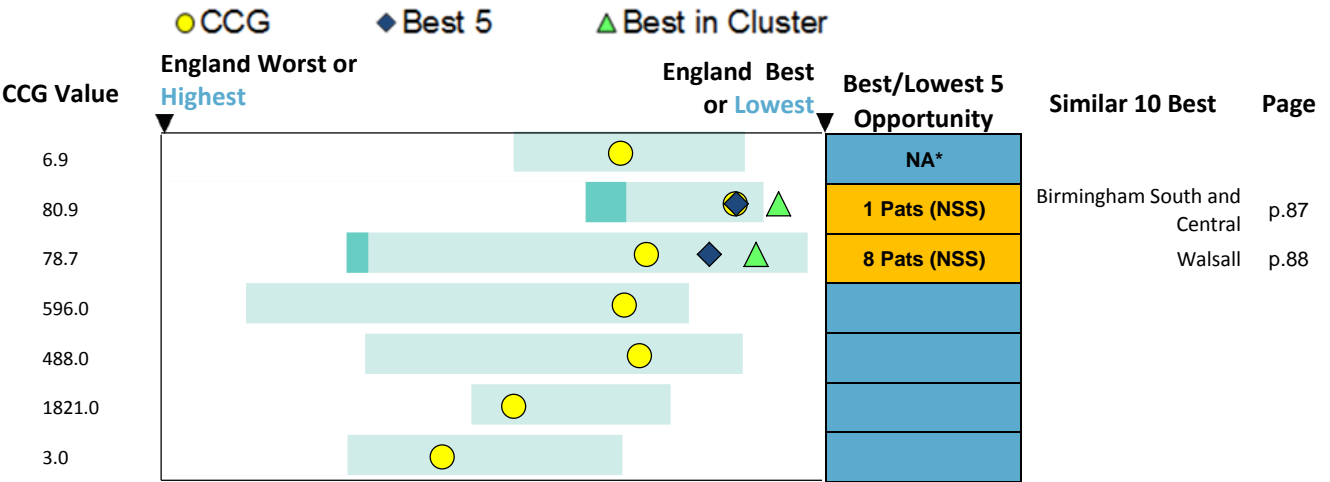 CCG Best 5 Best in Cluster
CCG Value
England Worst or
Highest
England Best
or Lowest
Best/Lowest 5
Opportunity
Similar 10 Best
Page
6.9 NA*
80.9 1 Pats (NSS) Birmingham South and
Central p.87
78.7 8 Pats (NSS) Walsall p.88
596.0
488.0
1821.0
3.0